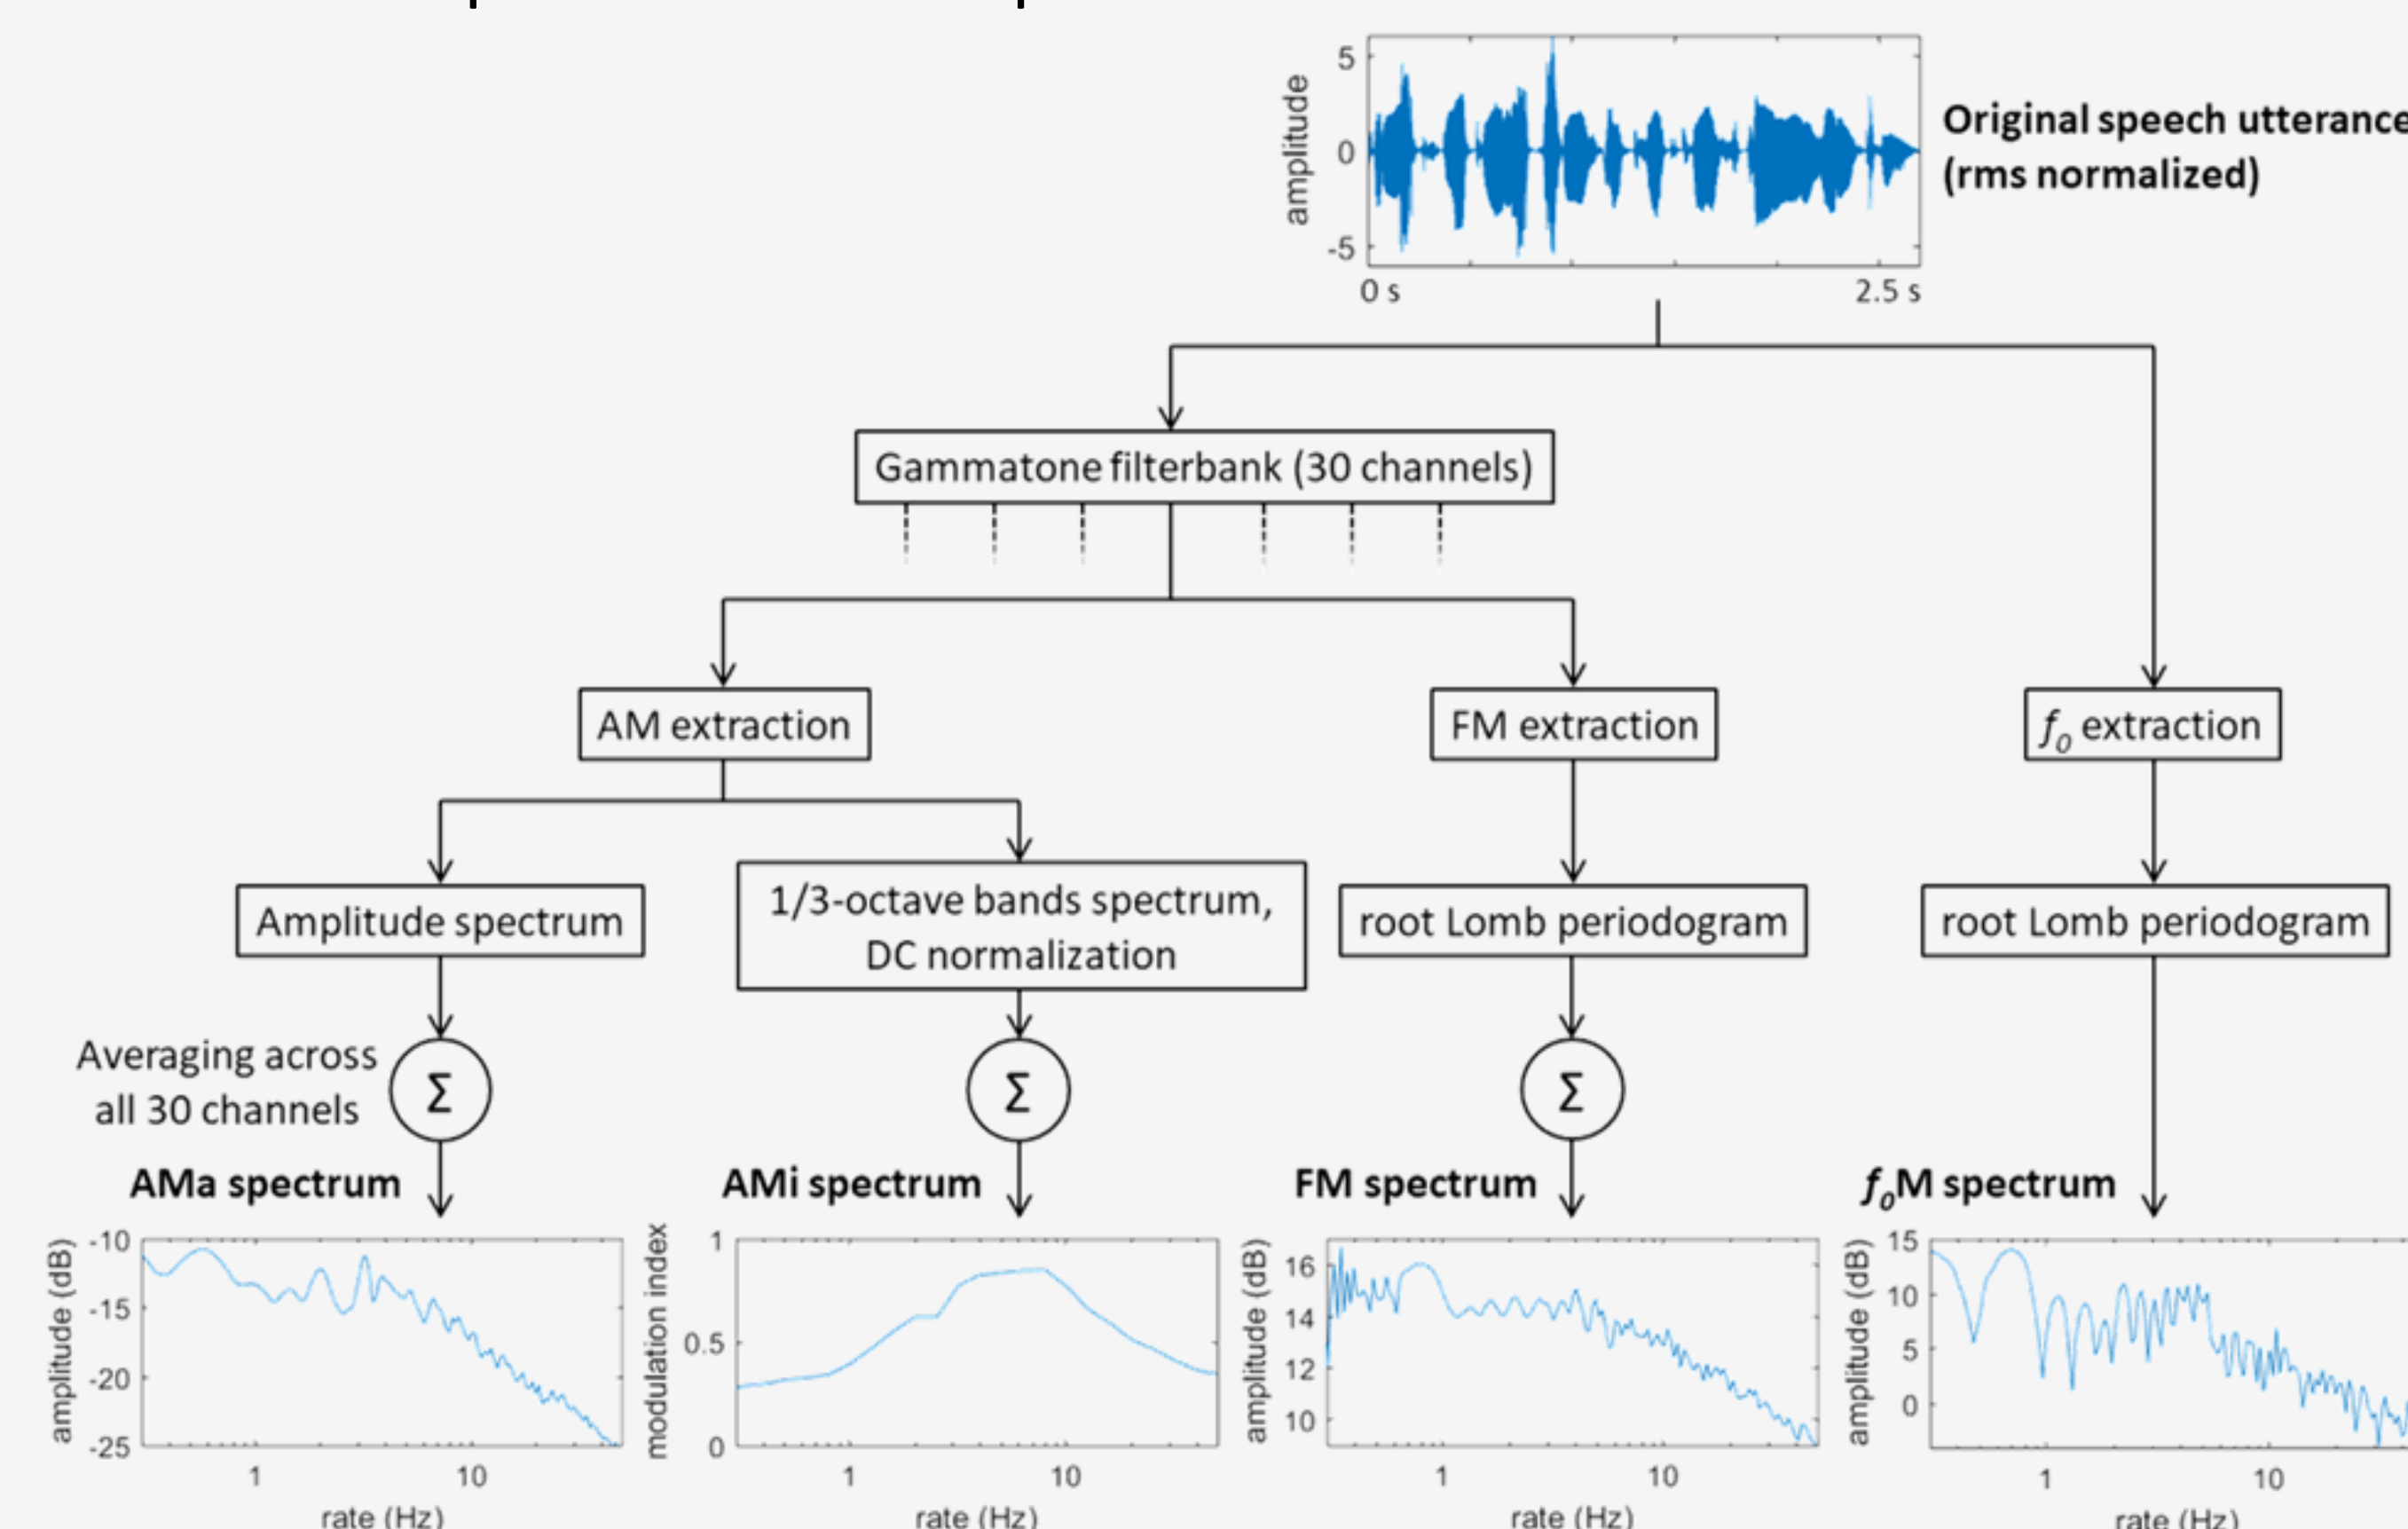 5
0
-5
amplitude
0 s
2.5 s
Original speech utterance
(rms normalized)
Gammatone filterbank (30 channels)
AM extraction
FM extraction
f0 extraction
Amplitude spectrum
1/3-octave bands spectrum,
DC normalization
root Lomb periodogram
root Lomb periodogram
Averaging across
all 30 channels
Σ
Σ
Σ
AMa spectrum
AMi spectrum
FM spectrum
f0M spectrum
amplitude (dB)
-10
-15
-20
-25
1
10
rate (Hz)
modulation index
1
0.5
0
1
10
rate (Hz)
amplitude (dB)
16
14
12
10
1
10
rate (Hz)
amplitude (dB)
15
10
5
0
1
10
rate (Hz)